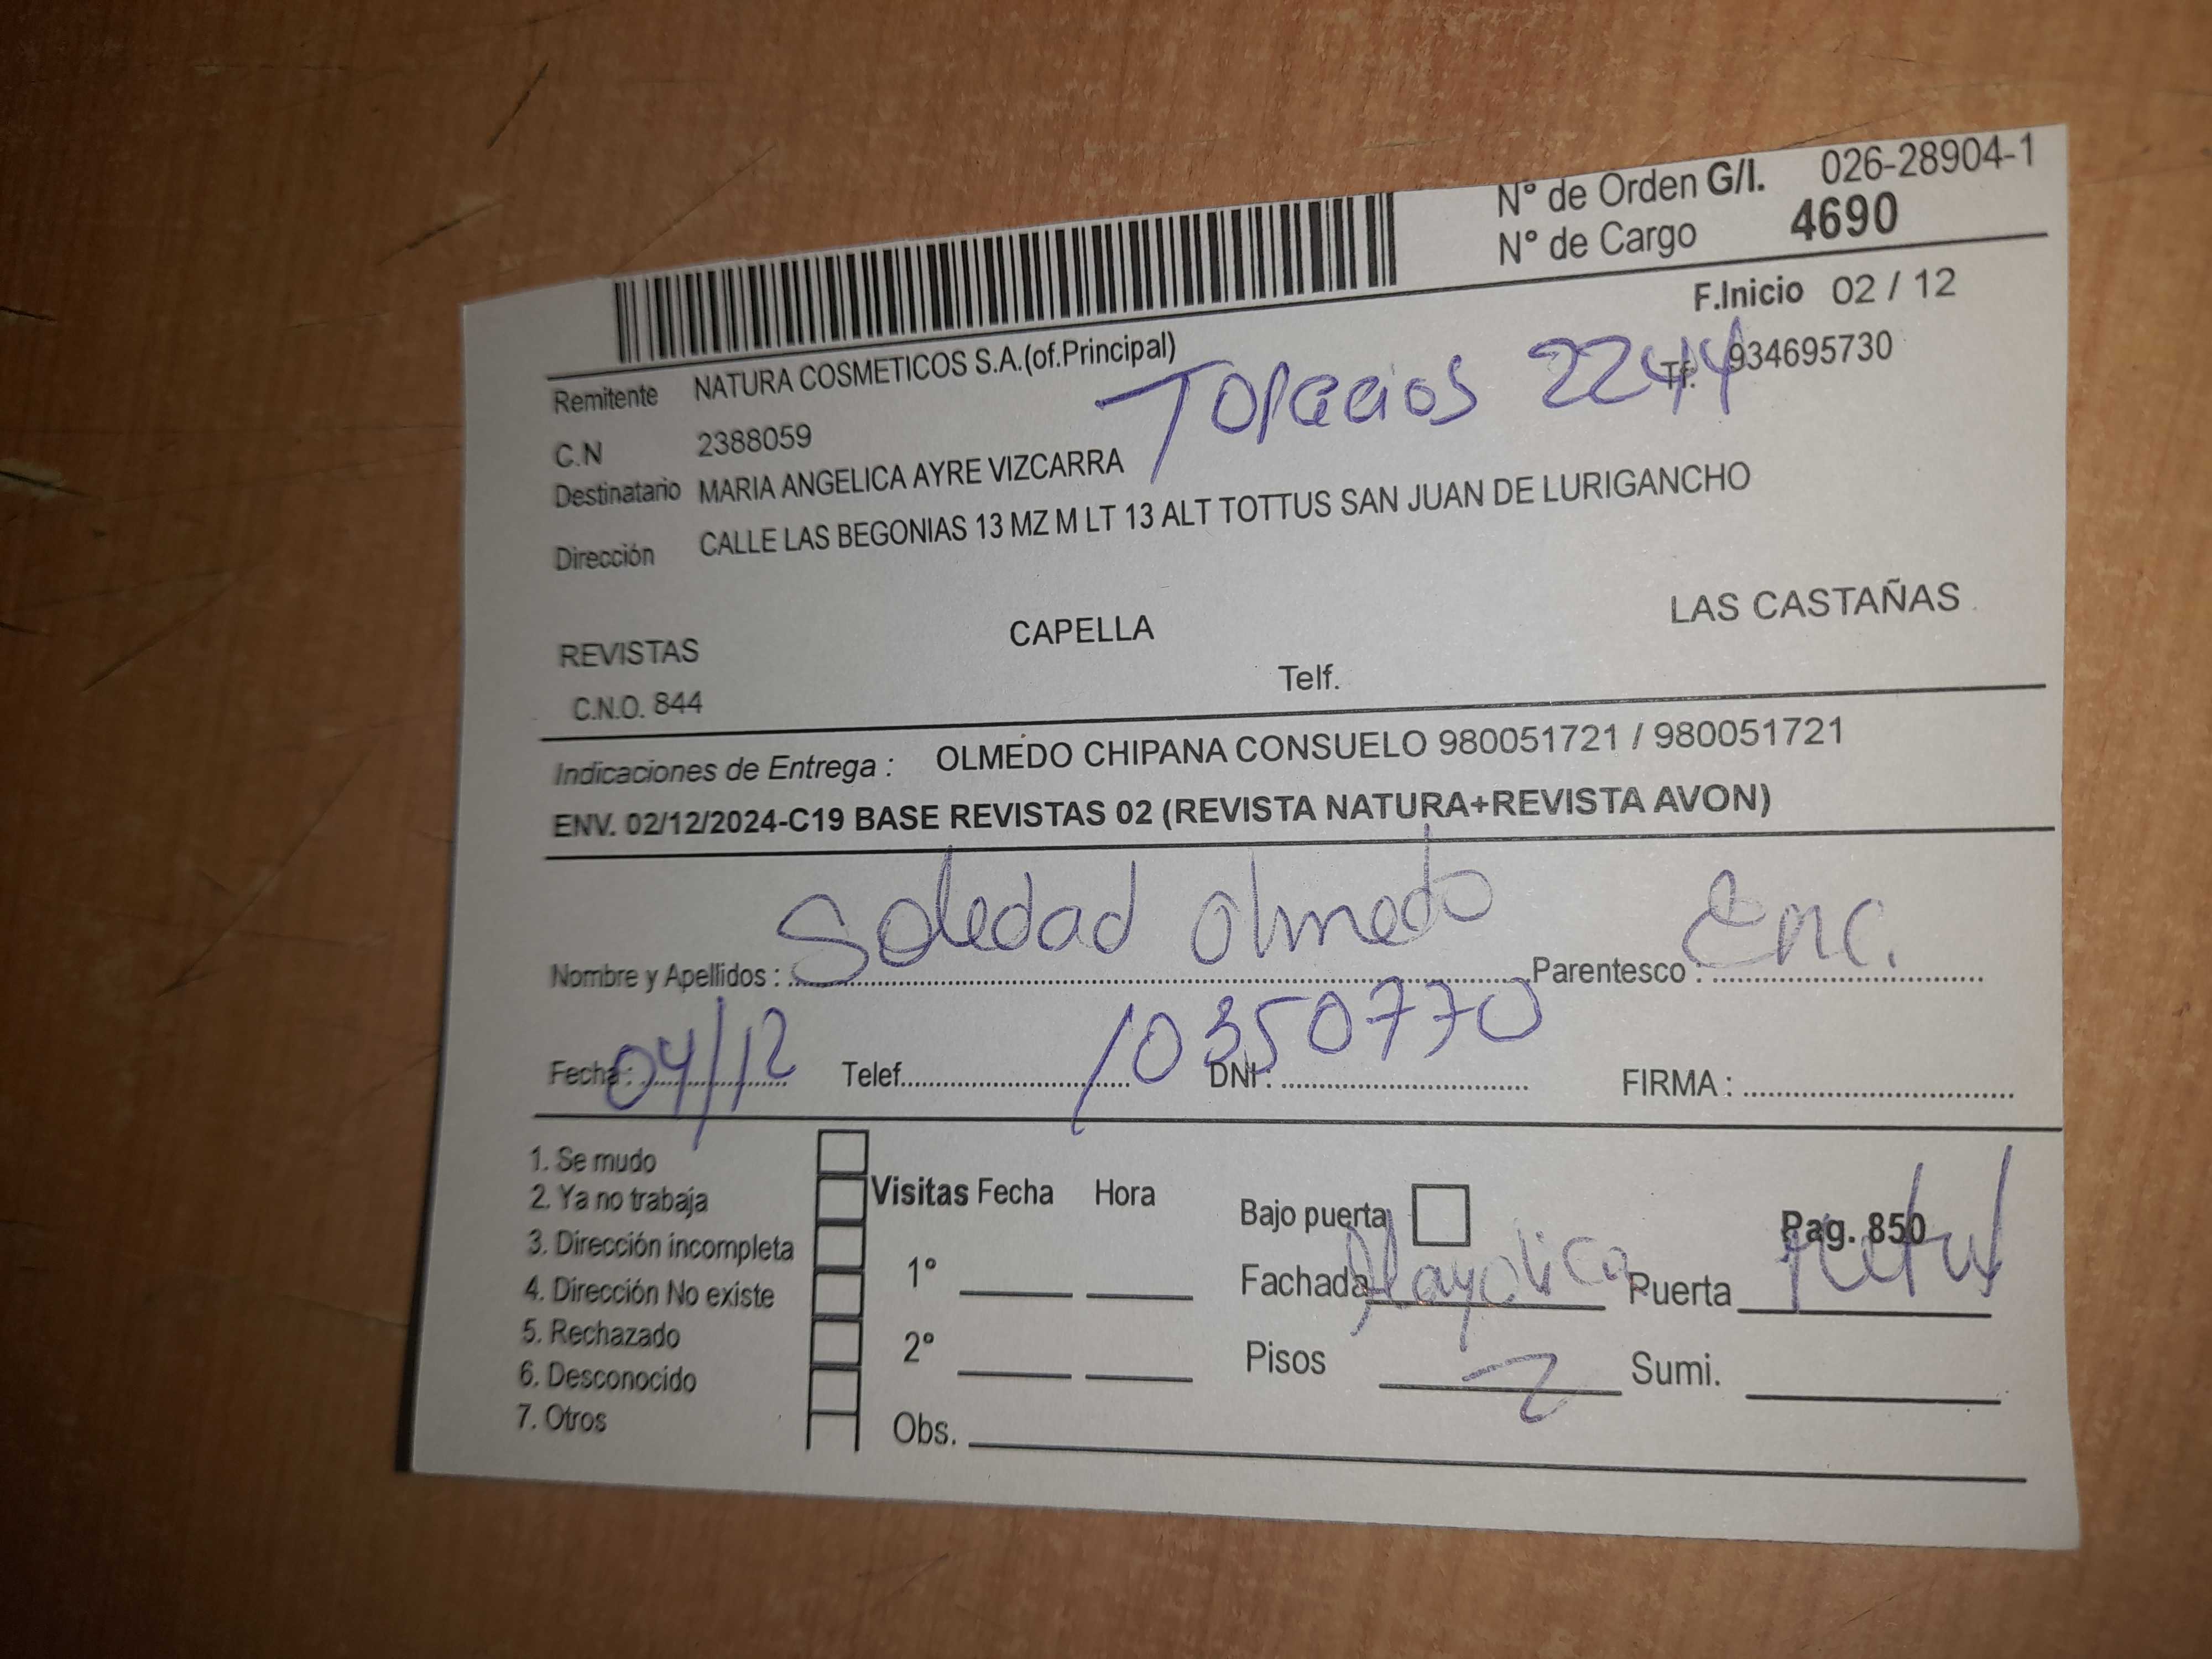 N° de Orden G/I. 026-28904-1
N° de Cargo 4690
F.Inicio 02 / 12
Remitente NATURA COSMETICOS S.A.(of.Principal)
Topacios 2244 Tf. 934695730
C.N 2388059
Destinatario MARIA ANGELICA AYRE VIZCARRA
Dirección CALLE LAS BEGONIAS 13 MZ M LT 13 ALT TOTTUS SAN JUAN DE LURIGANCHO
REVISTAS CAPELLA LAS CASTAÑAS
C.N.O. 844 Telf.
Indicaciones de Entrega : OLMEDO CHIPANA CONSUELO 980051721 / 980051721
ENV. 02/12/2024-C19 BASE REVISTAS 02 (REVISTA NATURA+REVISTA AVON)
Nombre y Apellidos : Soledad Olmedo Parentesco : Enc.
Fecha : 04/12 Telef. DNI : 10350770 FIRMA :
1. Se mudo
2. Ya no trabaja
3. Dirección incompleta
4. Dirección No existe
5. Rechazado
6. Desconocido
7. Otros
Visitas Fecha Hora
1°
2°
Obs.
Bajo puerta Pag. 850
Fachada Mayolica Puerta
Pisos 2 Sumi.